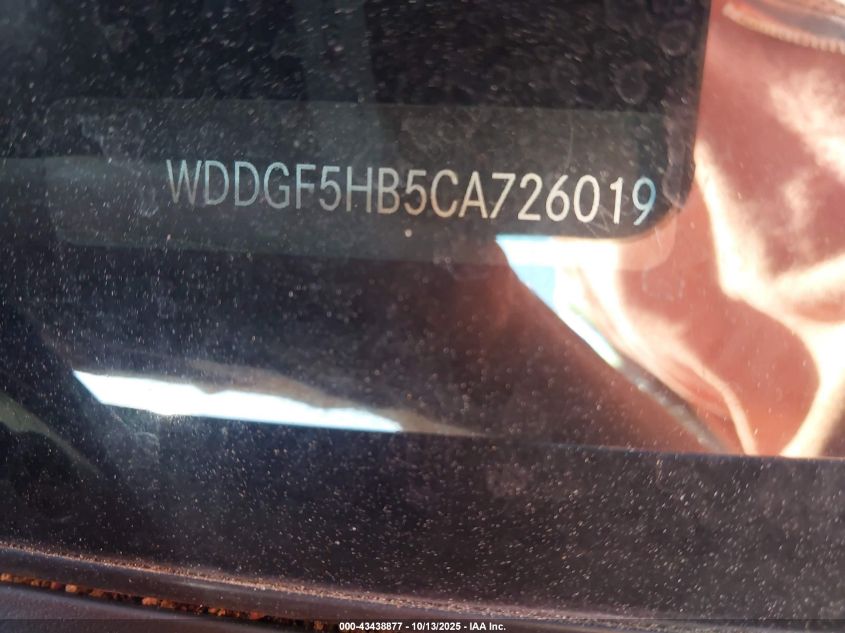 WDDGF5HB5CA726019
000-43438877 - 10/13/2025 - IAA Inc.